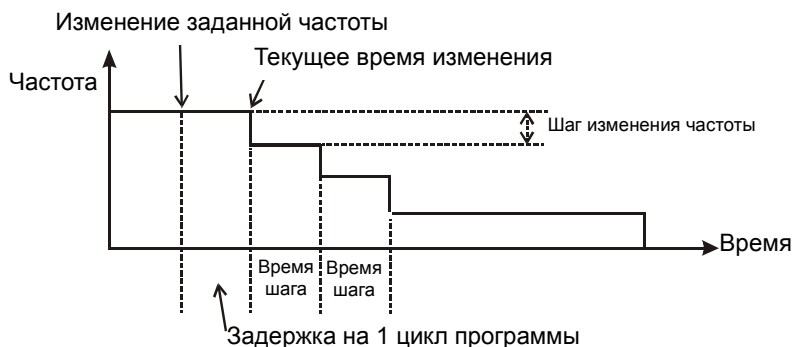 Изменение заданной частоты
Текущее время изменения
Частота
Шаг изменения частоты
Время
Время
шага
Время
шага
Задержка на 1 цикл программы